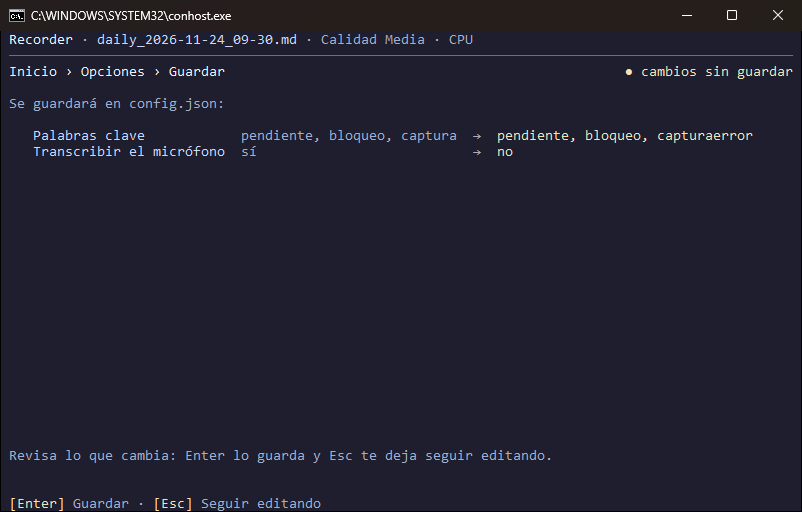 C:\WINDOWS\SYSTEM32\conhost.exe
Recorder · daily_2026-11-24_09-30.md · Calidad Media · CPU
Inicio › Opciones › Guardar ● cambios sin guardar
Se guardará en config.json:
Palabras clave pendiente, bloqueo, captura → pendiente, bloqueo, capturaerror
Transcribir el micrófono sí → no
Revisa lo que cambia: Enter lo guarda y Esc te deja seguir editando.
[Enter] Guardar · [Esc] Seguir editando